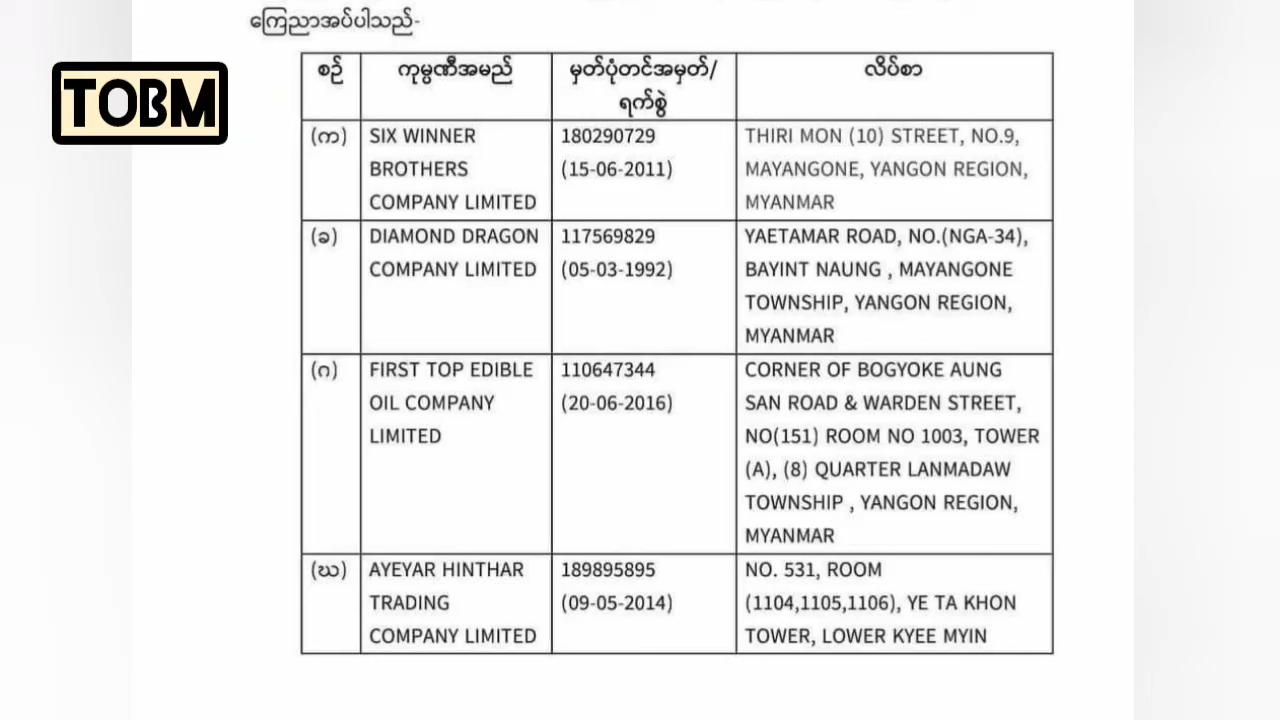 ကြေညာအပ်ပါသည်-
TOBM
စဉ် ကုမ္ပဏီအမည် မှတ်ပုံတင်အမှတ်/ လိပ်စာ
ရက်စွဲ
(က) SIX WINNER 180290729 THIRI MON (10) STREET, NO.9,
BROTHERS (15-06-2011) MAYANGONE, YANGON REGION,
COMPANY LIMITED MYANMAR
(ခ) DIAMOND DRAGON 117569829 YAETAMAR ROAD, NO.(NGA-34),
COMPANY LIMITED (05-03-1992) BAYINT NAUNG , MAYANGONE
TOWNSHIP, YANGON REGION,
MYANMAR
(ဂ) FIRST TOP EDIBLE 110647344 CORNER OF BOGYOKE AUNG
OIL COMPANY (20-06-2016) SAN ROAD & WARDEN STREET,
LIMITED NO(151) ROOM NO 1003, TOWER
(A), (8) QUARTER LANMADAW
TOWNSHIP , YANGON REGION,
MYANMAR
(ဃ) AYEYAR HINTHAR 189895895 NO. 531, ROOM
TRADING (09-05-2014) (1104,1105,1106), YE TA KHON
COMPANY LIMITED TOWER, LOWER KYEE MYIN